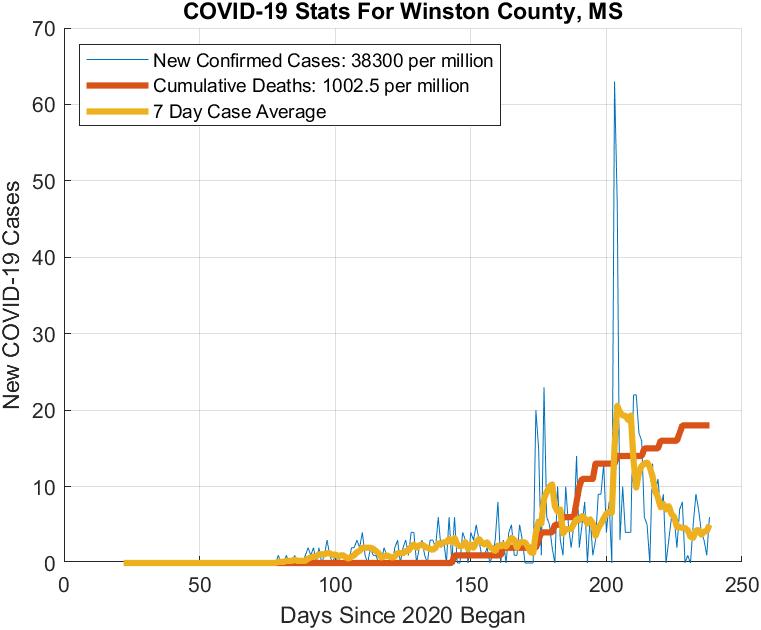 COVID-19 Stats For Winston County, MS
New Confirmed Cases: 38300 per million
Cumulative Deaths: 1002.5 per million
7 Day Case Average
New COVID-19 Cases
70
60
50
40
30
20
10
0
0 50 100 150 200 250
Days Since 2020 Began